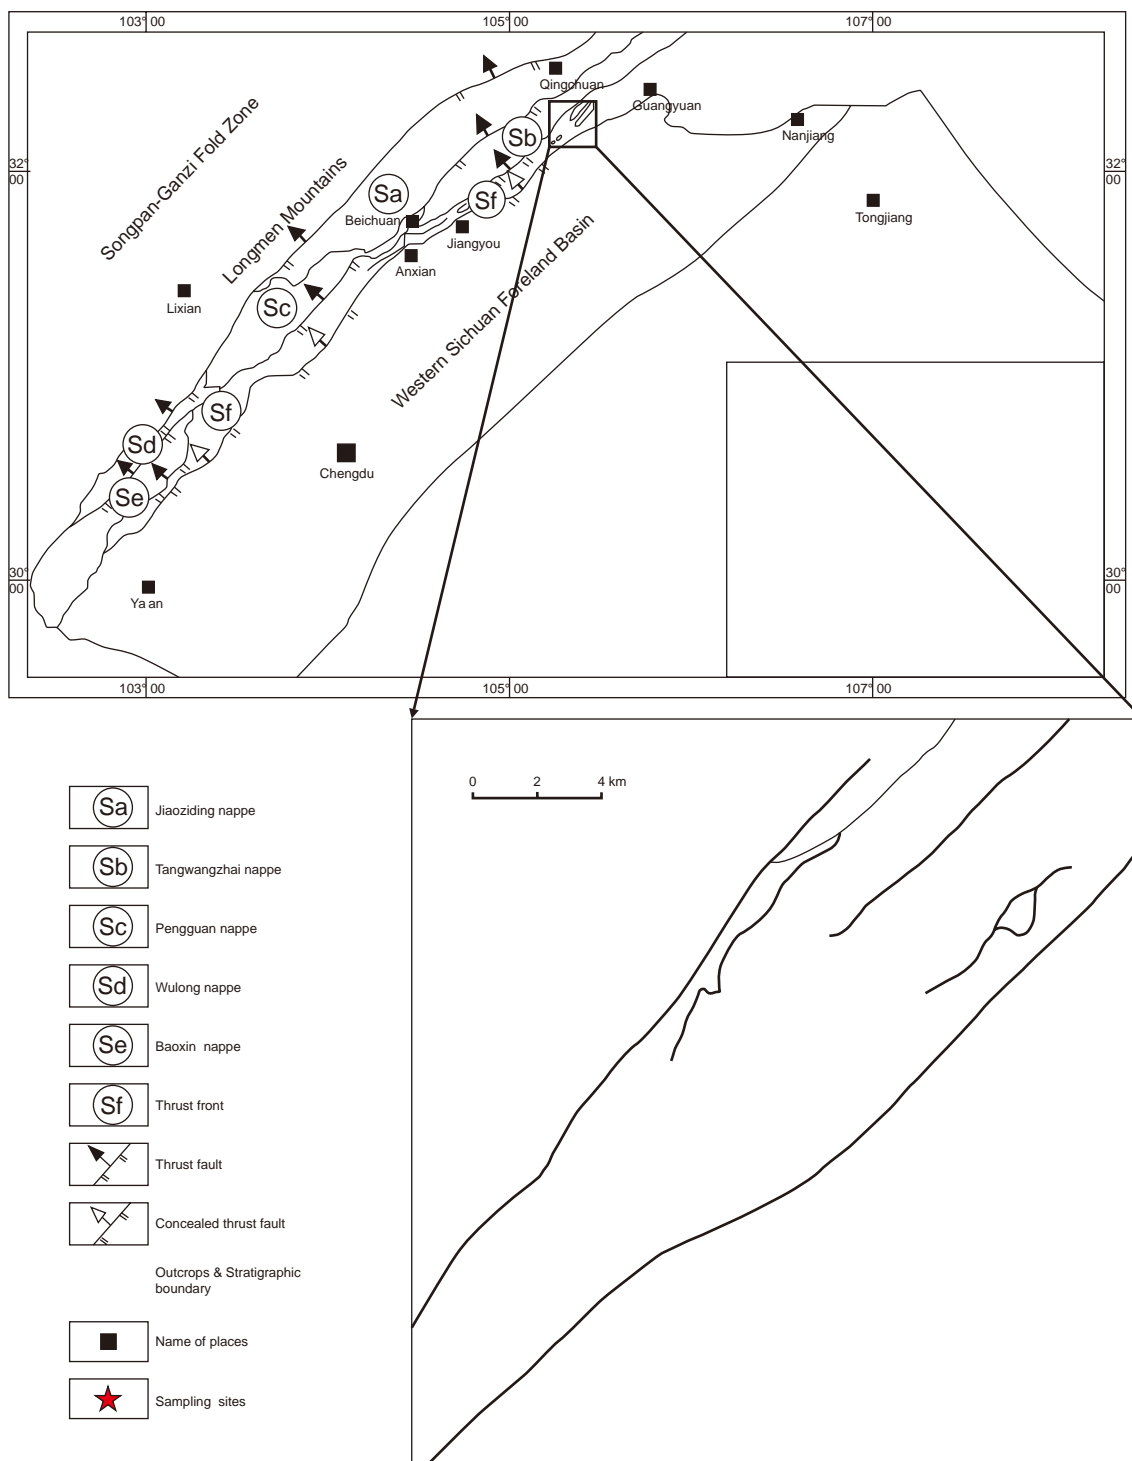 103° 00
105° 00
107° 00
Qingchuan
Guangyuan
Nanjiang
Songpan-Ganzi Fold Zone
Sb
32°
00
32°
00
Longmen Mountains
Sa
Sf
Tongjiang
Beichuan
Jiangyou
Anxian
Western Sichuan Foreland Basin
Lixian
Sc
Sf
Sd
Chengdu
Se
30°
00
30°
00
Ya an
103° 00
105° 00
107° 00
0 2 4 km
Sa Jiaoziding nappe
Sb Tangwangzhai nappe
Sc Pengguan nappe
Sd Wulong nappe
Se Baoxin nappe
Sf Thrust front
Thrust fault
Concealed thrust fault
Outcrops & Stratigraphic
boundary
Name of places
Sampling sites